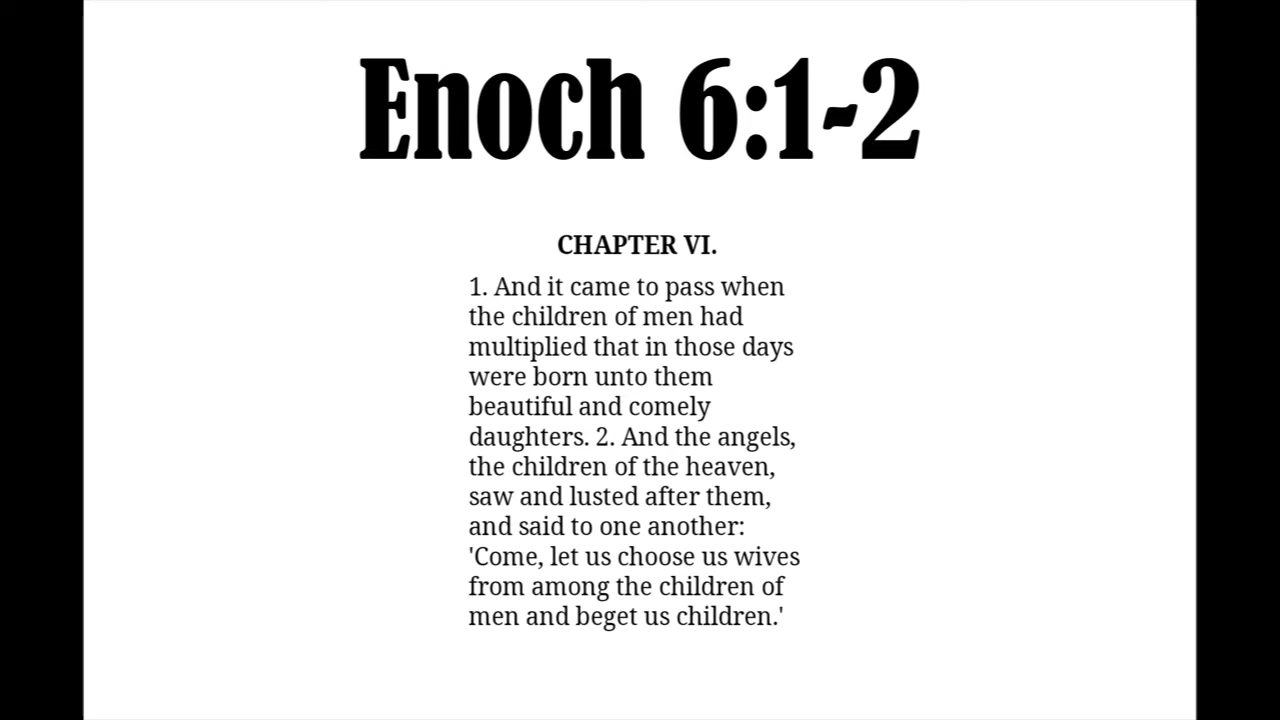 Enoch 6:1-2
CHAPTER VI.
1. And it came to pass when
the children of men had
multiplied that in those days
were born unto them
beautiful and comely
daughters. 2. And the angels,
the children of the heaven,
saw and lusted after them,
and said to one another:
'Come, let us choose us wives
from among the children of
men and beget us children.'